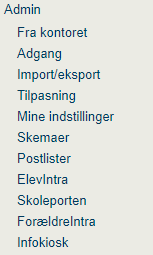 Admin
Fra kontoret
Adgang
Import/eksport
Tilpasning
Mine indstillinger
Skemaer
Postlister
ElevIntra
Skoleporten
ForældreIntra
Infokiosk